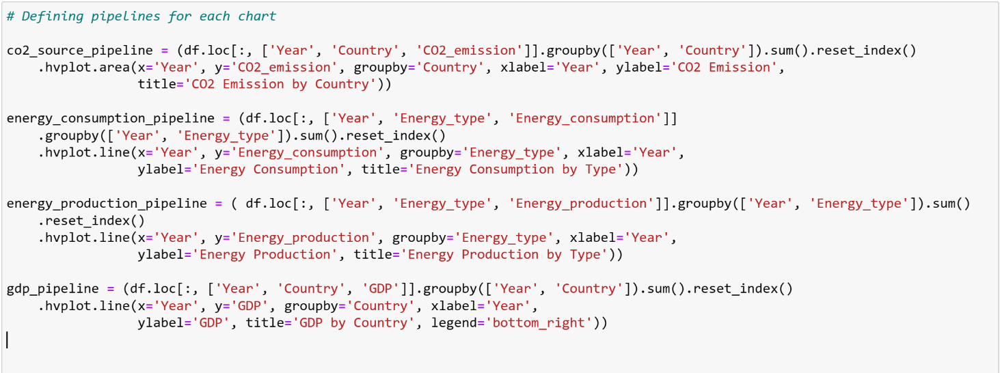 # Defining pipelines for each chart
co2_source_pipeline = (df.loc[:, ['Year', 'Country', 'CO2_emission']].groupby(['Year', 'Country']).sum().reset_index()
.hvplot.area(x='Year', y='CO2_emission', groupby='Country', xlabel='Year', ylabel='CO2 Emission',
title='CO2 Emission by Country'))
energy_consumption_pipeline = (df.loc[:, ['Year', 'Energy_type', 'Energy_consumption']]
.groupby(['Year', 'Energy_type']).sum().reset_index()
.hvplot.line(x='Year', y='Energy_consumption', groupby='Energy_type', xlabel='Year',
ylabel='Energy Consumption', title='Energy Consumption by Type'))
energy_production_pipeline = ( df.loc[:, ['Year', 'Energy_type', 'Energy_production']].groupby(['Year', 'Energy_type']).sum()
.reset_index()
.hvplot.line(x='Year', y='Energy_production', groupby='Energy_type', xlabel='Year',
ylabel='Energy Production', title='Energy Production by Type'))
gdp_pipeline = (df.loc[:, ['Year', 'Country', 'GDP']].groupby(['Year', 'Country']).sum().reset_index()
.hvplot.line(x='Year', y='GDP', groupby='Country', xlabel='Year',
ylabel='GDP', title='GDP by Country', legend='bottom_right'))